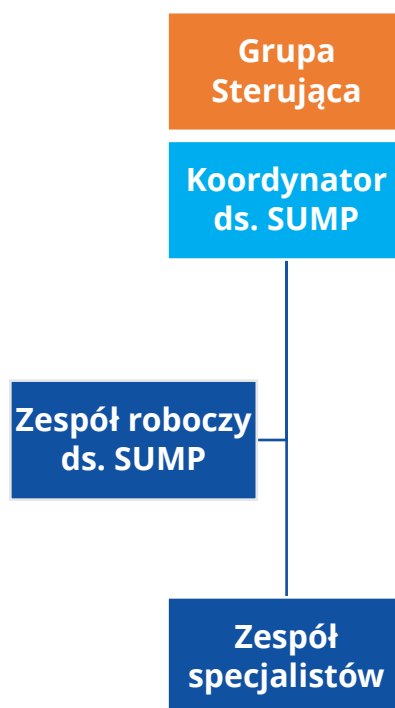 Grupa
Sterująca
Koordynator
ds. SUMP
Zespół roboczy
ds. SUMP
Zespół
specjalistów